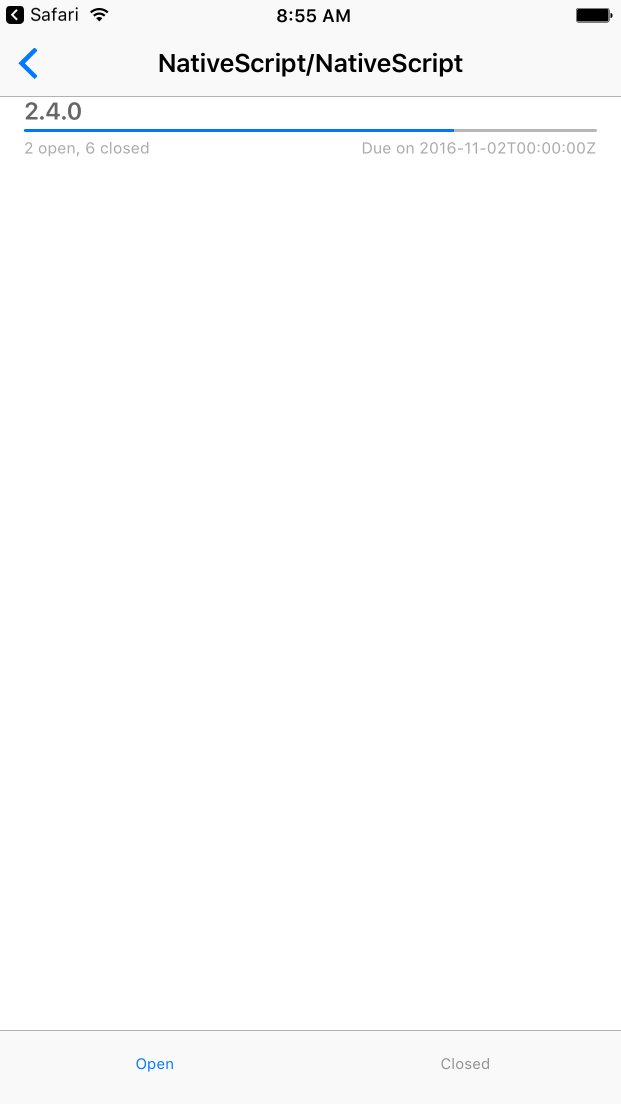 Safari 8:55 AM
NativeScript/NativeScript
2.4.0
2 open, 6 closed Due on 2016-11-02T00:00:00Z
Open Closed